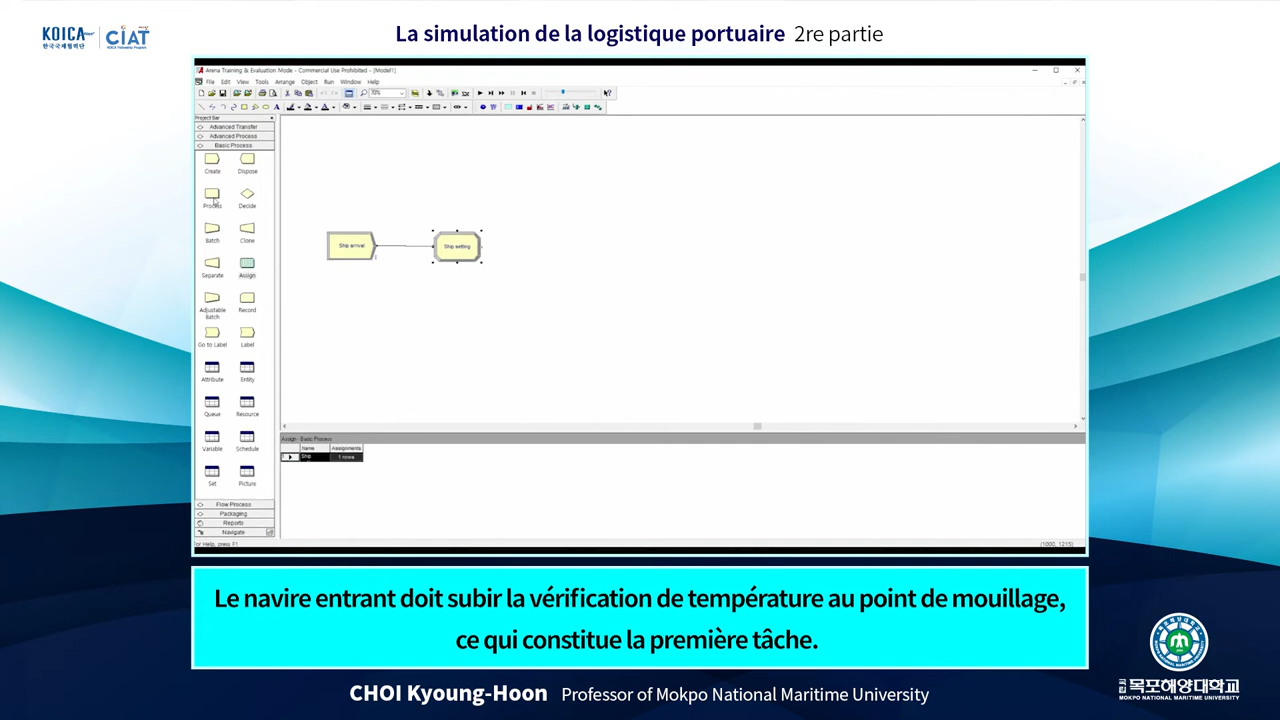 KOICA
한국국제협력단
CIAT
KOICA Fellowship Program
La simulation de la logistique portuaire 2re partie
Arena Training & Evaluation Mode - Commercial Use Prohibited - [Model1]
File Edit View Tools Arrange Object Run Window Help
70%
Project Bar
Advanced Transfer
Advanced Process
Basic Process
Create Dispose
Process Decide
Batch Clone
Separate Assign
Adjustable Batch Record
Go to Label Label
Attribute Entity
Queue Resource
Variable Schedule
Set Picture
Flow Process
Packaging
Reports
Navigate
Ship arrival
Ship setting
Assign - Basic Process
Name Assignments
1 Ship 1 rows
For Help, press F1
(1000, 1215)
Le navire entrant doit subir la vérification de température au point de mouillage,
ce qui constitue la première tâche.
CHOI Kyoung-Hoon Professor of Mokpo National Maritime University
국립 목포해양대학교
MOKPO NATIONAL MARITIME UNIVERSITY